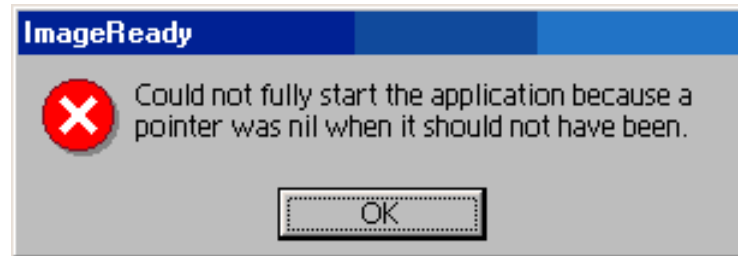 ImageReady
Could not fully start the application because a
pointer was nil when it should not have been.
OK